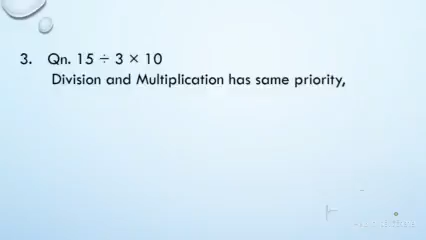 3. Qn. 15 ÷ 3 × 10
Division and Multiplication has same priority,